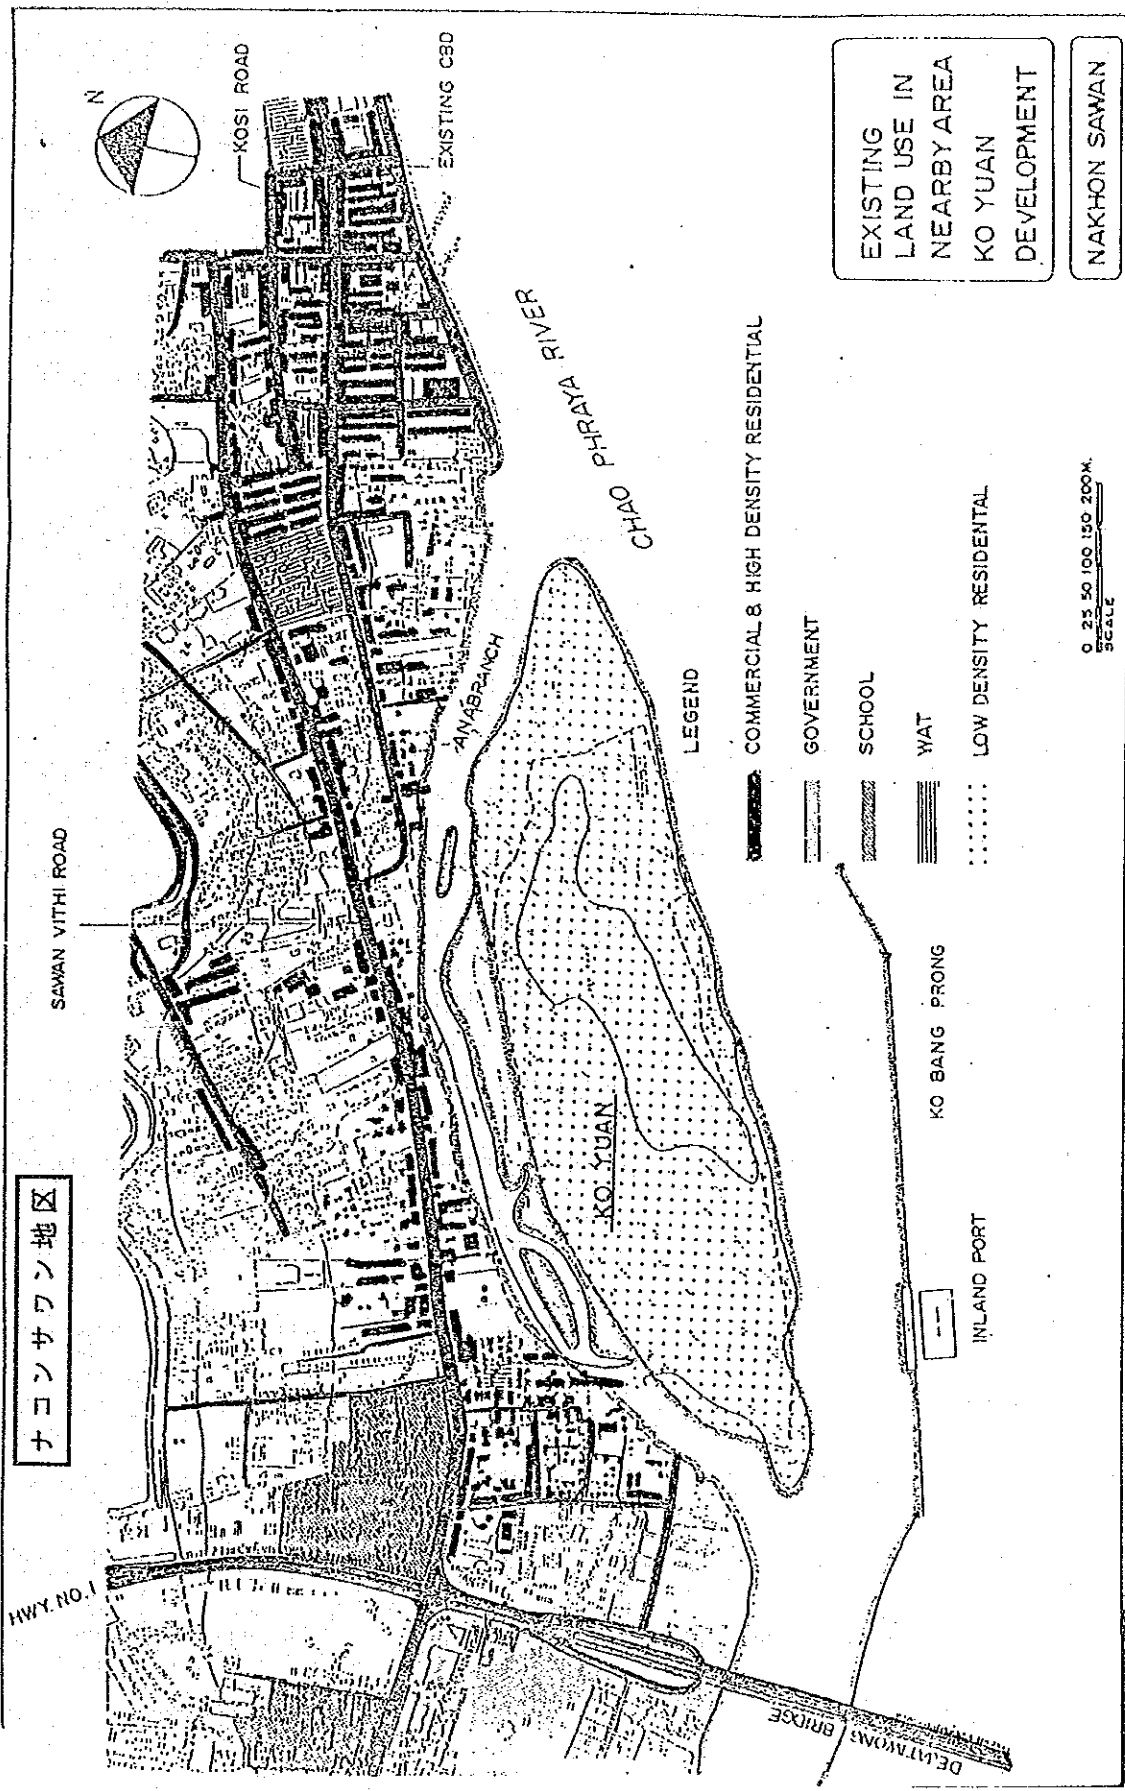 ナコンサワン地区
HWY. NO. 1
SAWAN VITHI ROAD
KOSI ROAD
N
EXISTING CBD
CHAO PHRAYA RIVER
ANABRANCH
KO YUAN
BRIDGE
KO BANG PRONG
INLAND PORT
LEGEND
COMMERCIAL & HIGH DENSITY RESIDENTIAL
GOVERNMENT
SCHOOL
WAT
LOW DENSITY RESIDENTAL
0 25 50 100 150 200M.
SCALE
EXISTING
LAND USE IN
NEARBY AREA
KO YUAN
DEVELOPMENT
NAKHON SAWAN